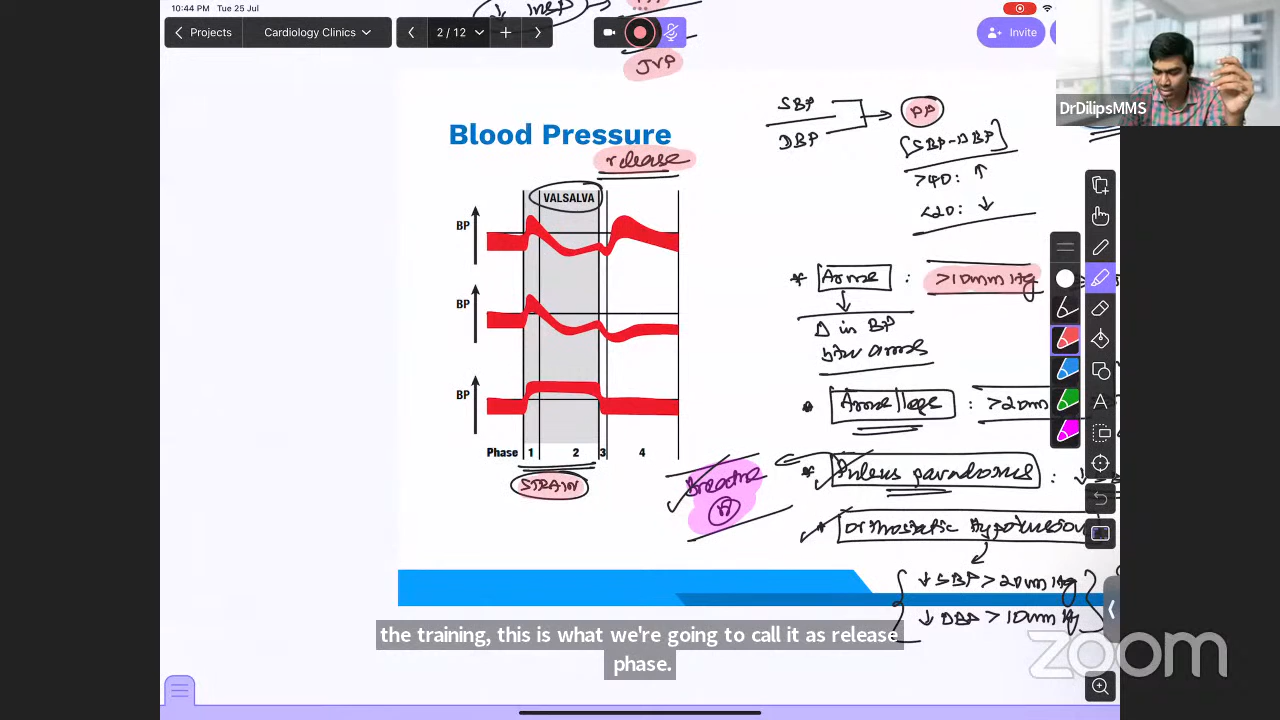 10:44 PM Tue 25 Jul
Projects
Cardiology Clinics
2/12
Invite
JVP
DrDilipsMMS
Blood Pressure
release
VALSALVA
BP
BP
BP
Phase 1 2 3 4
STRAIN
SBP
DBP
PP
[SBP-DBP]
>40: ↑
<20: ↓
* Arms : >10mm Hg
Δ in BP
btw arms
* Arms/legs : >20mm
* Pulsus paradoxus : ↓
Breathe
* Orthostatic Hypotension
↓ SBP > 20mm Hg
↓ DBP > 10mm Hg
the training, this is what we're going to call it as release
phase.
zoom